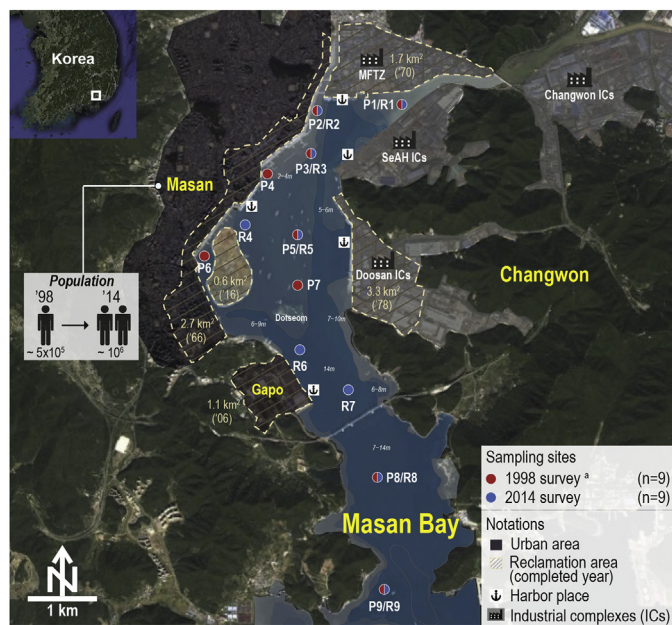 Korea
1.7 km²
('70)
MFTZ
Changwon ICs
P1/R1
P2/R2
SeAH ICs
P3/R3
Masan
P4
2~4m
5~6m
R4
P5/R5
P6
Doosan ICs
Changwon
0.6 km²
('16)
P7
3.3 km²
('78)
Population
'98
'14
~ 5x10⁵
~ 10⁶
2.7 km²
('66)
Dotseom
6~9m
7~10m
R6
14m
Gapo
R7
6~8m
1.1 km²
('06)
7~14m
P8/R8
Masan Bay
P9/R9
N
1 km
Sampling sites
1998 survey ᵃ (n=9)
2014 survey (n=9)
Notations
Urban area
Reclamation area
(completed year)
Harbor place
Industrial complexes (ICs)